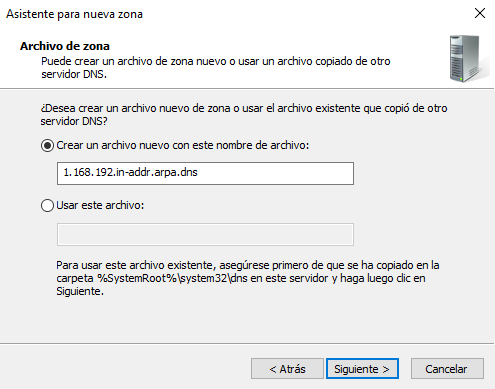 Asistente para nueva zona
Archivo de zona
Puede crear un archivo de zona nuevo o usar un archivo copiado de otro
servidor DNS.
¿Desea crear un archivo nuevo de zona o usar el archivo existente que copió de otro
servidor DNS?
Crear un archivo nuevo con este nombre de archivo:
1.168.192.in-addr.arpa.dns
Usar este archivo:
Para usar este archivo existente, asegúrese primero de que se ha copiado en la
carpeta %SystemRoot%\system32\dns en este servidor y haga luego clic en
Siguiente.
< Atrás
Siguiente >
Cancelar